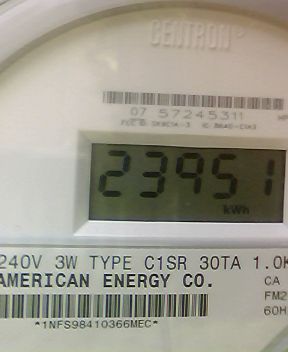 CENTRON®
07 57245311
23951
kWh
240V 3W TYPE C1SR 30TA 1.0K
AMERICAN ENERGY CO.
CA
FM2
60H
*1NFS98410366MEC*